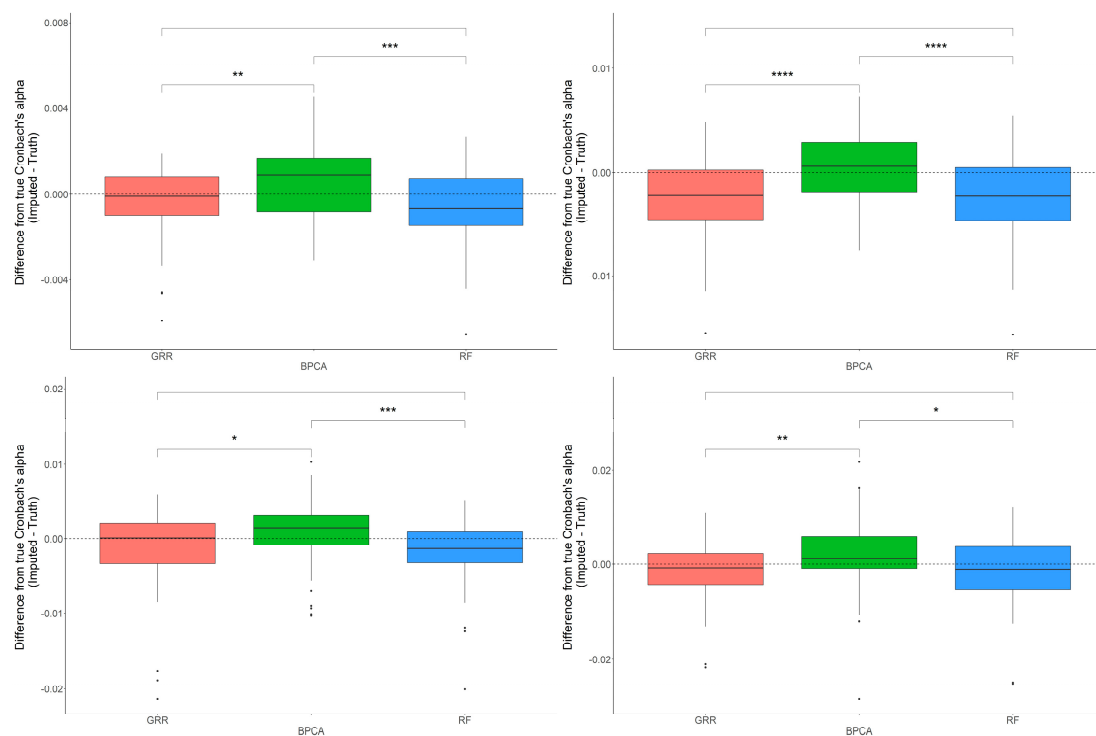 0.008
***
**
0.004
0.000
-0.004
Difference from true Cronbach's alpha
(Imputed - Truth)
GRR
BPCA
RF
****
0.01
****
0.00
0.01
Difference from true Cronbach's alpha
(Imputed - Truth)
GRR
BPCA
RF
0.02
***
*
0.01
0.00
-0.01
-0.02
Difference from true Cronbach's alpha
(Imputed - Truth)
GRR
BPCA
RF
*
**
0.02
0.00
-0.02
Difference from true Cronbach's alpha
(Imputed - Truth)
GRR
BPCA
RF